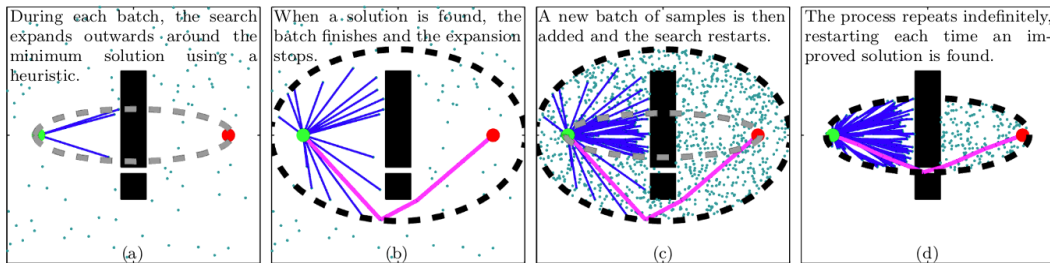 During each batch, the search
expands outwards around the
minimum solution using a
heuristic.
(a)
When a solution is found, the
batch finishes and the expansion
stops.
(b)
A new batch of samples is then
added and the search restarts.
(c)
The process repeats indefinitely,
restarting each time an im-
proved solution is found.
(d)